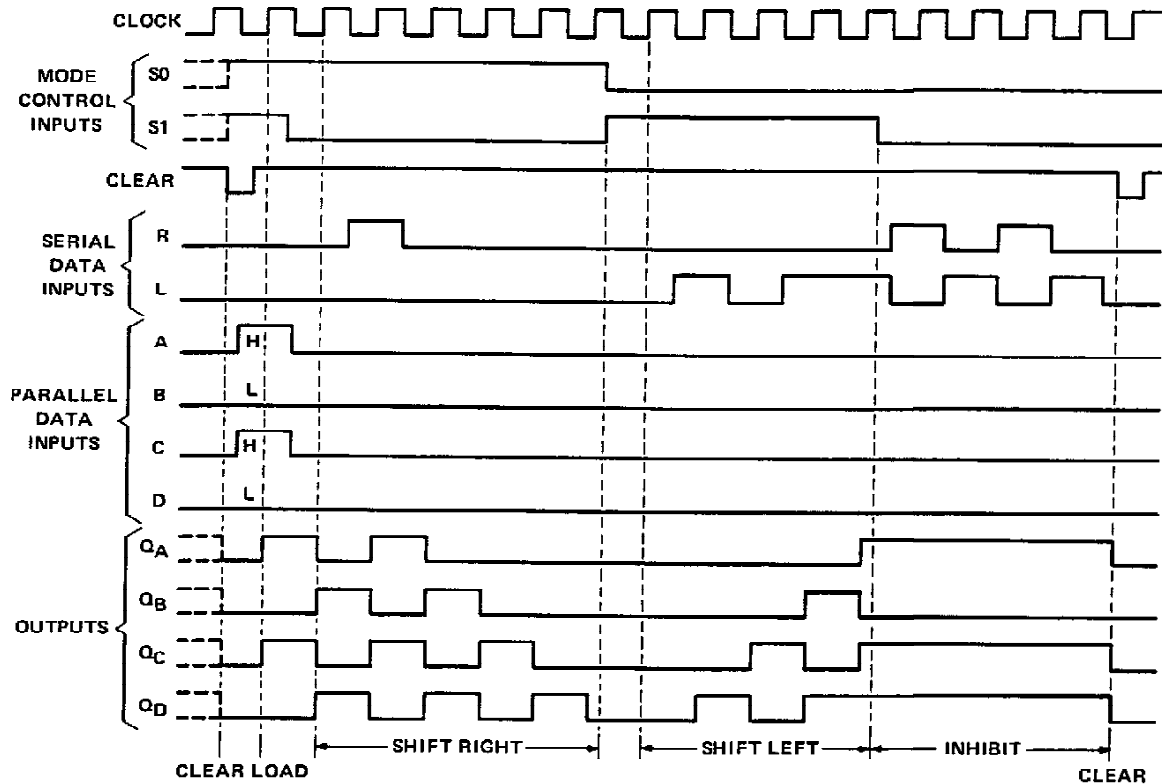 CLOCK
MODE
CONTROL
INPUTS
S0
S1
CLEAR
SERIAL
DATA
INPUTS
R
L
PARALLEL
DATA
INPUTS
A
H
B
L
C
H
D
L
OUTPUTS
QA
QB
QC
QD
SHIFT RIGHT
SHIFT LEFT
INHIBIT
CLEAR LOAD
CLEAR